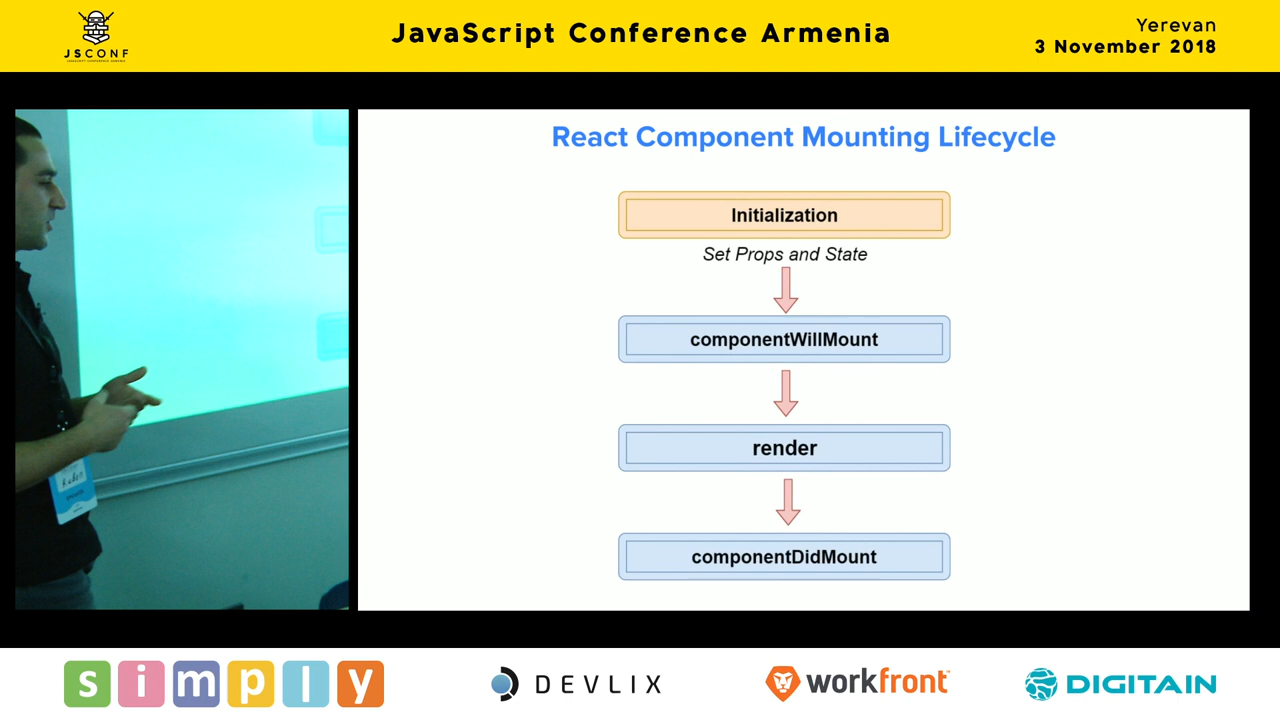 JSCONF
JavaScript Conference Armenia
Yerevan
3 November 2018
React Component Mounting Lifecycle
Initialization
Set Props and State
componentWillMount
render
componentDidMount
simply
DEVLIX
workfront
DIGITAIN